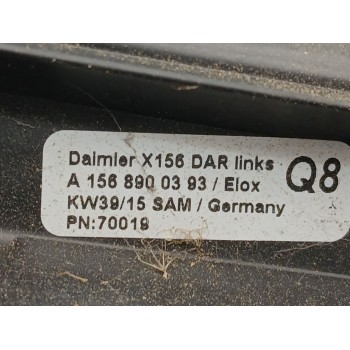 Daimler X156 DAR links
A 156 890 03 93 / Elox
KW39/15 SAM / Germany
PN:70019
Q8